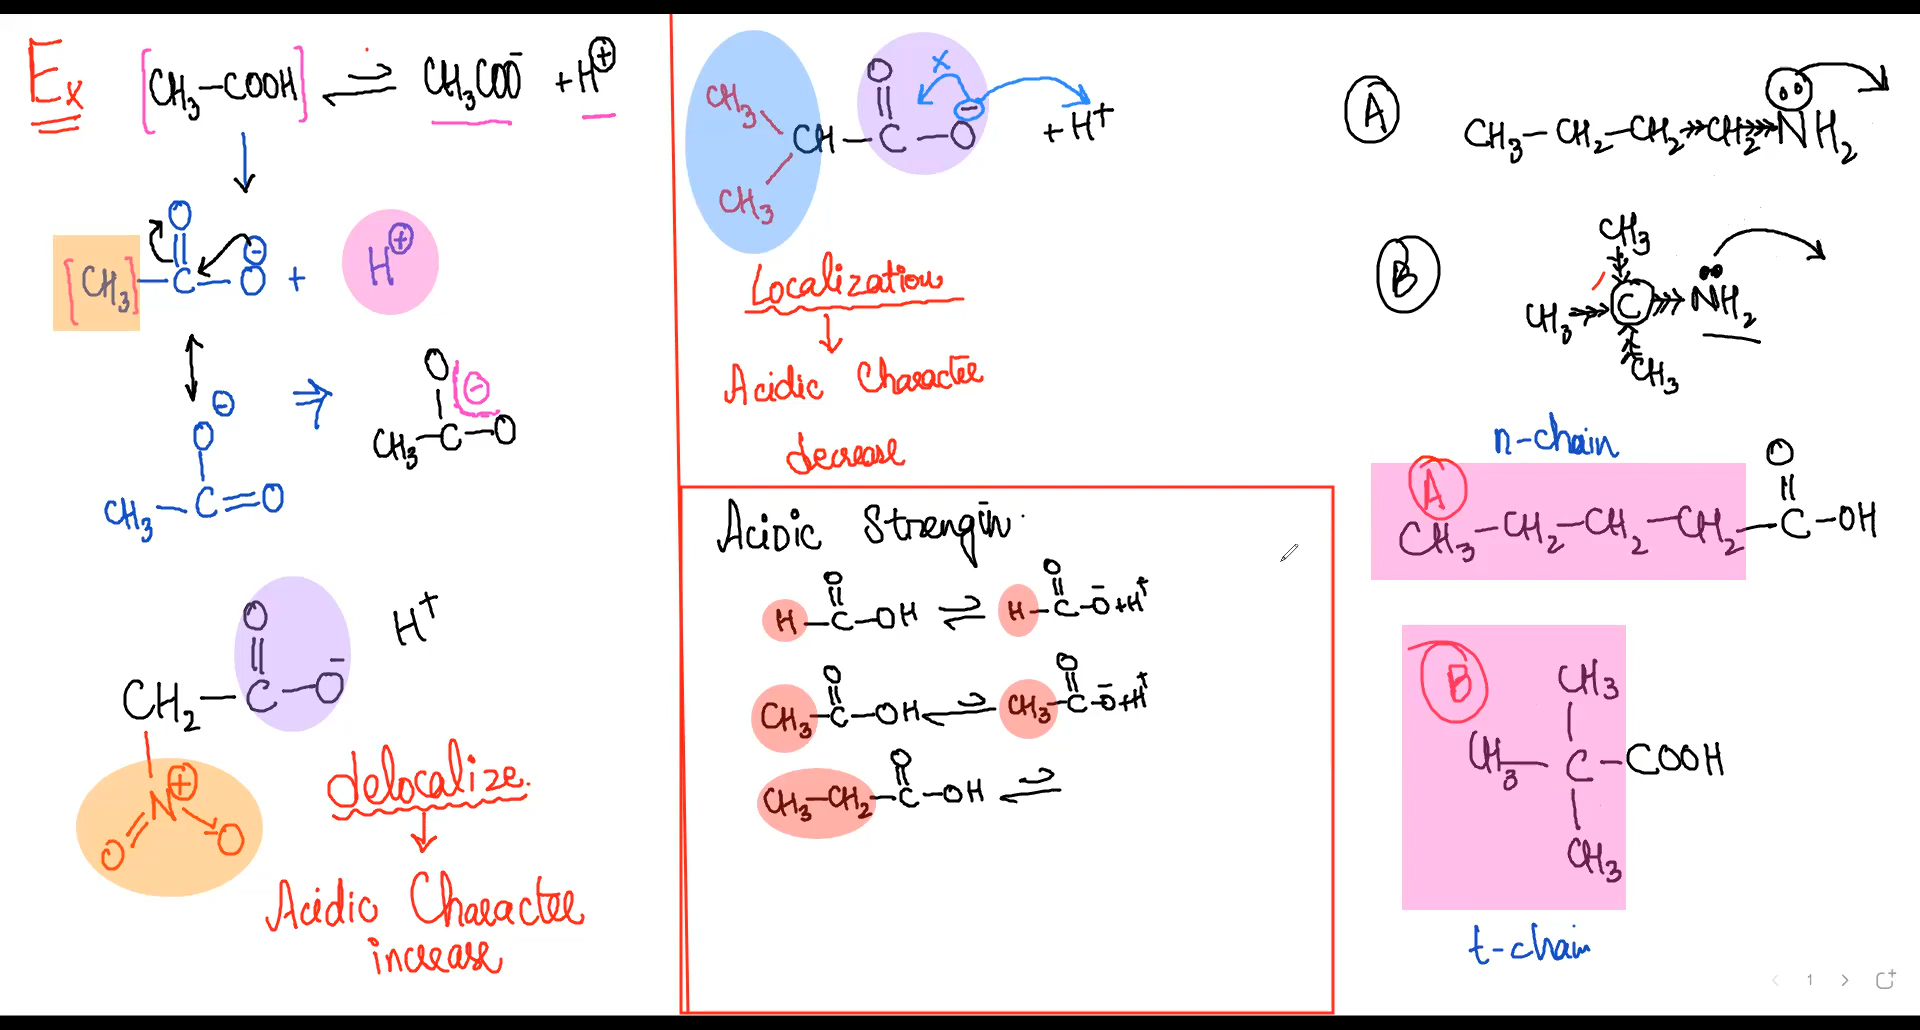 Ex [CH₃–COOH] ⇌ CH₃COO⁻ + H⊕
O
[CH₃]–C–O⊖ + H⊕
O⊖ ⇒ O ⊖
CH₃–C–O
CH₃–C=O
O
CH₂–C–O⁻ H⁺
N⊕
O O
delocalize.
Acidic Character
increase
O x
CH₃
CH–C–O⁻ + H⁺
CH₃
Localization
Acidic Character
decrease
Acidic Strength
O O
H–C–OH ⇌ H–C–O⁻+H⁺
O O
CH₃–C–OH ⇌ CH₃–C–O⁻+H⁺
O
CH₃–CH₂–C–OH ⇌
A
CH₃–CH₂–CH₂–CH₂–NH₂
B
CH₃
CH₃ C NH₂
CH₃
n-chain
A O
CH₃–CH₂–CH₂–CH₂–C–OH
B
CH₃
CH₃–C–COOH
CH₃
t-chain
1